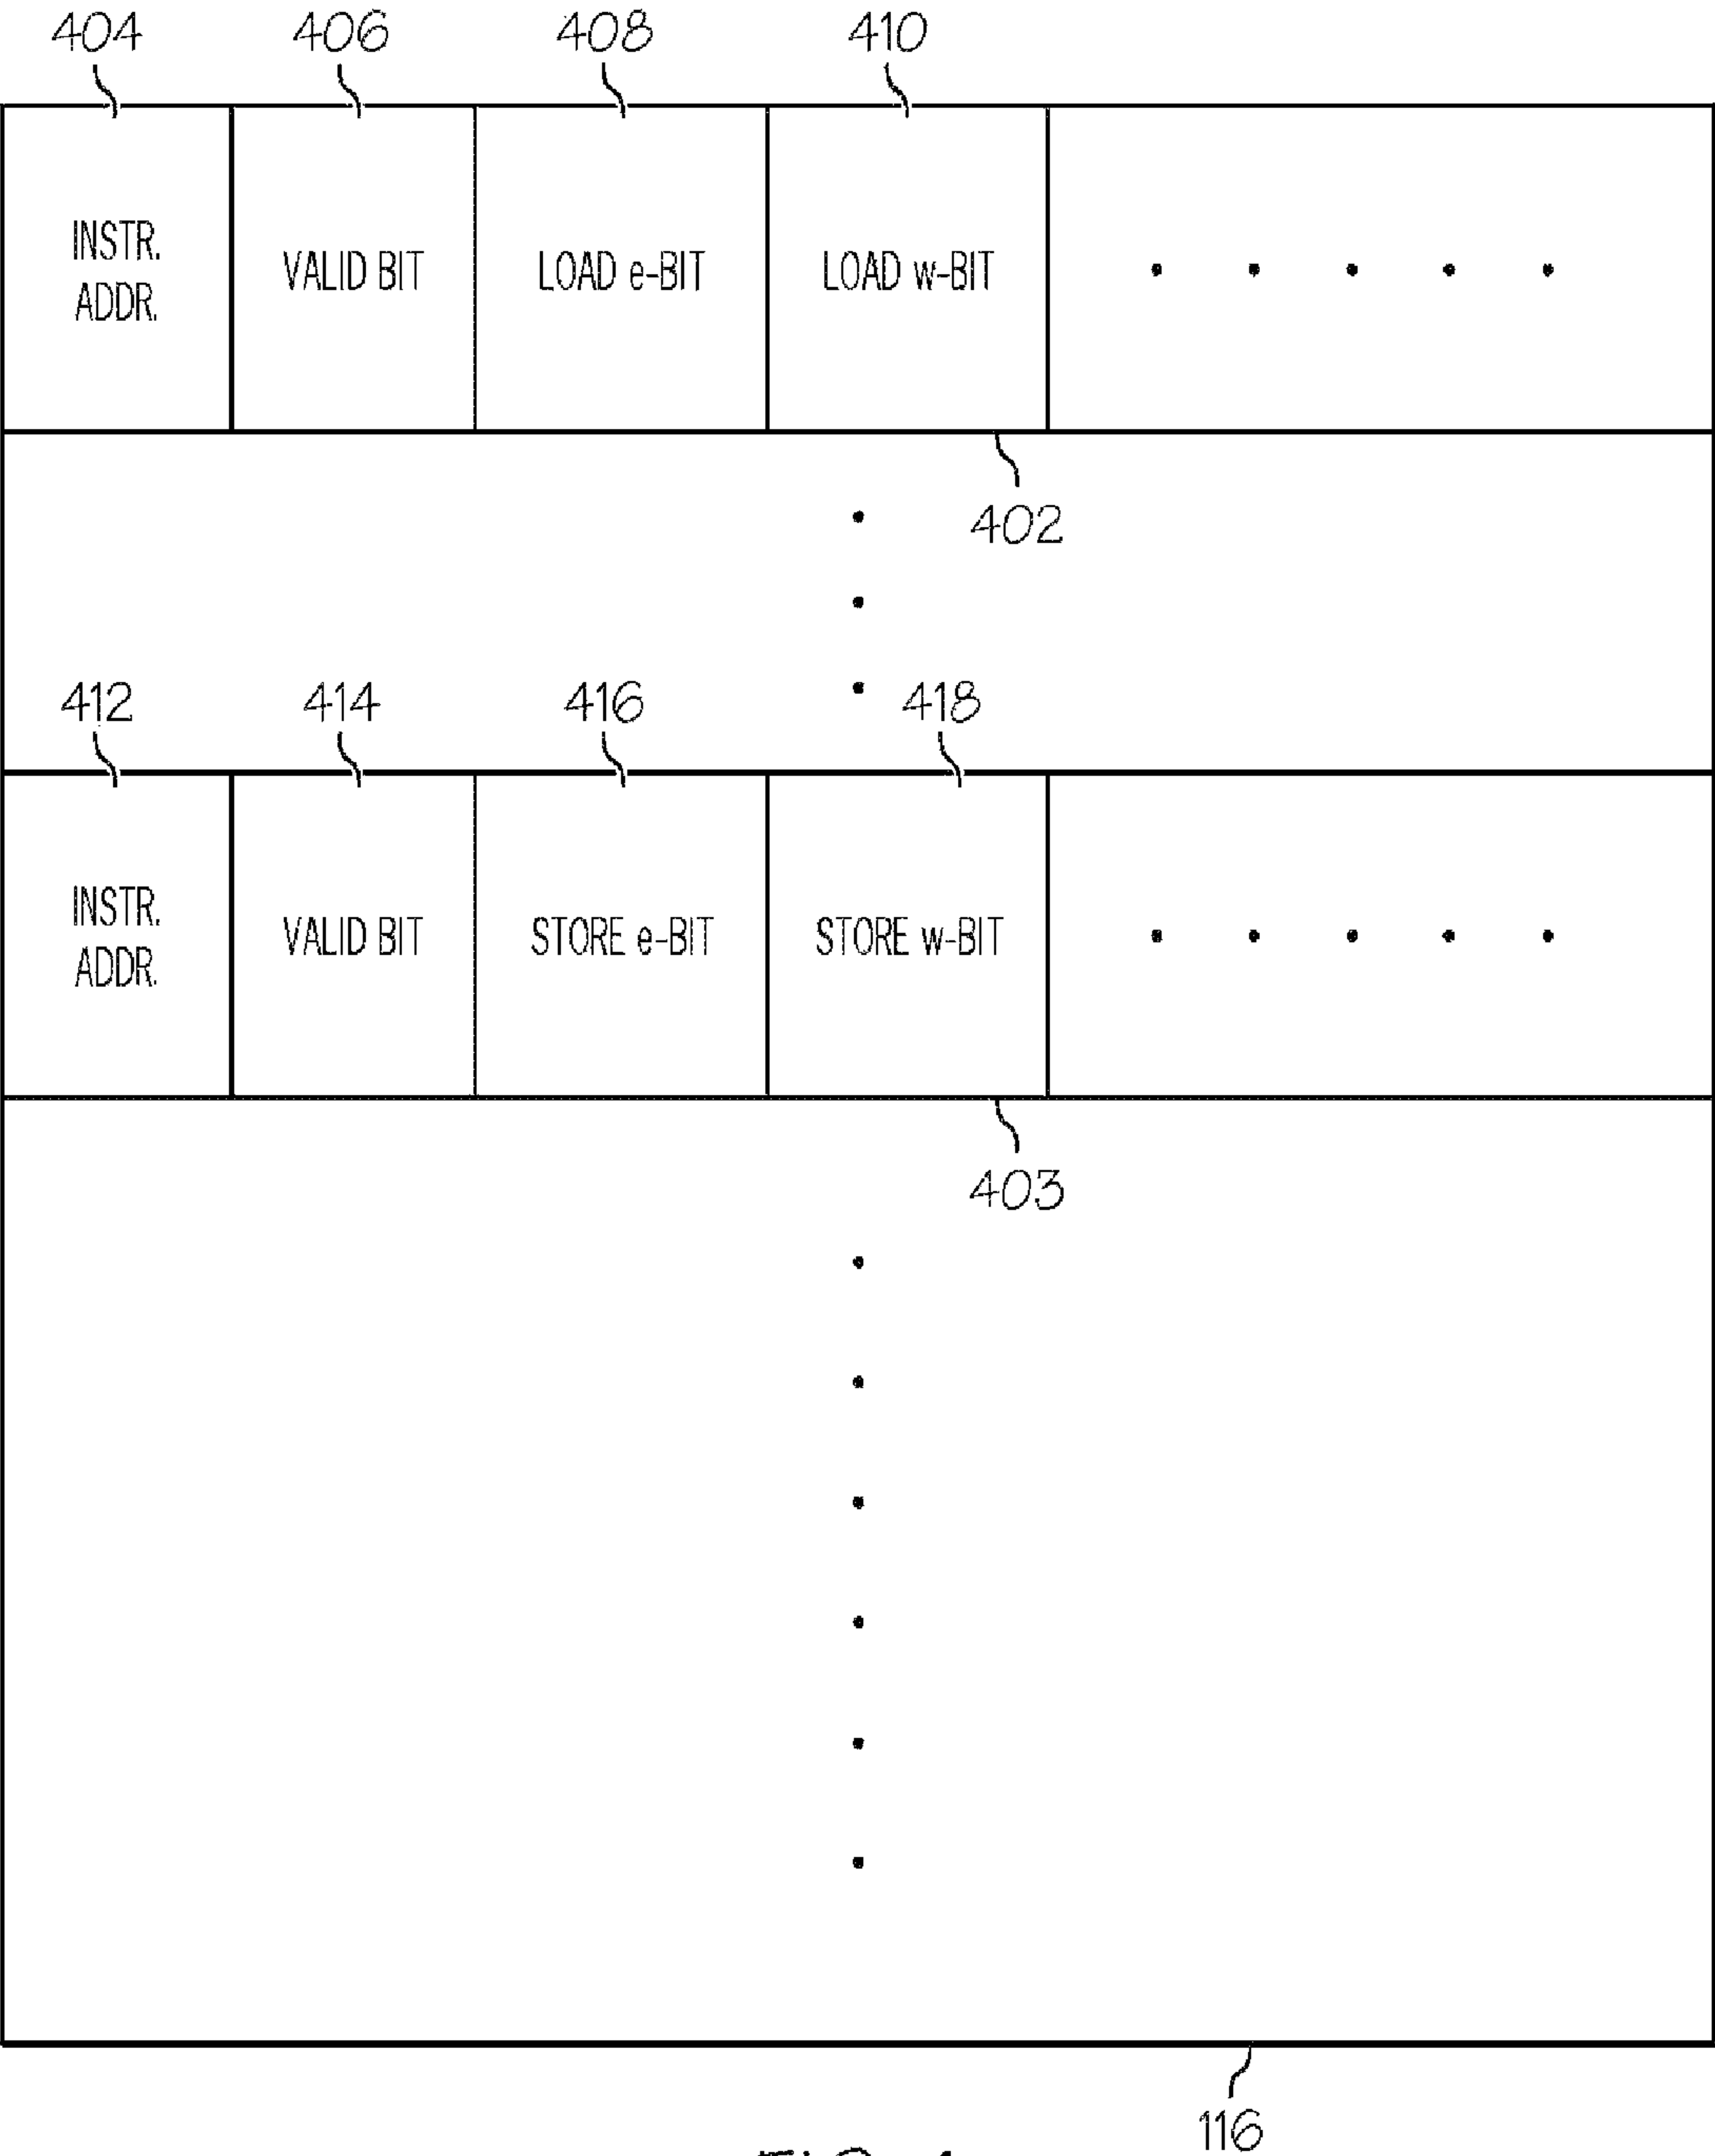 404 406 408 410
INSTR.
ADDR.
VALID BIT
LOAD e-BIT
LOAD w-BIT
402
412 414 416 418
INSTR.
ADDR.
VALID BIT
STORE e-BIT
STORE w-BIT
403
116